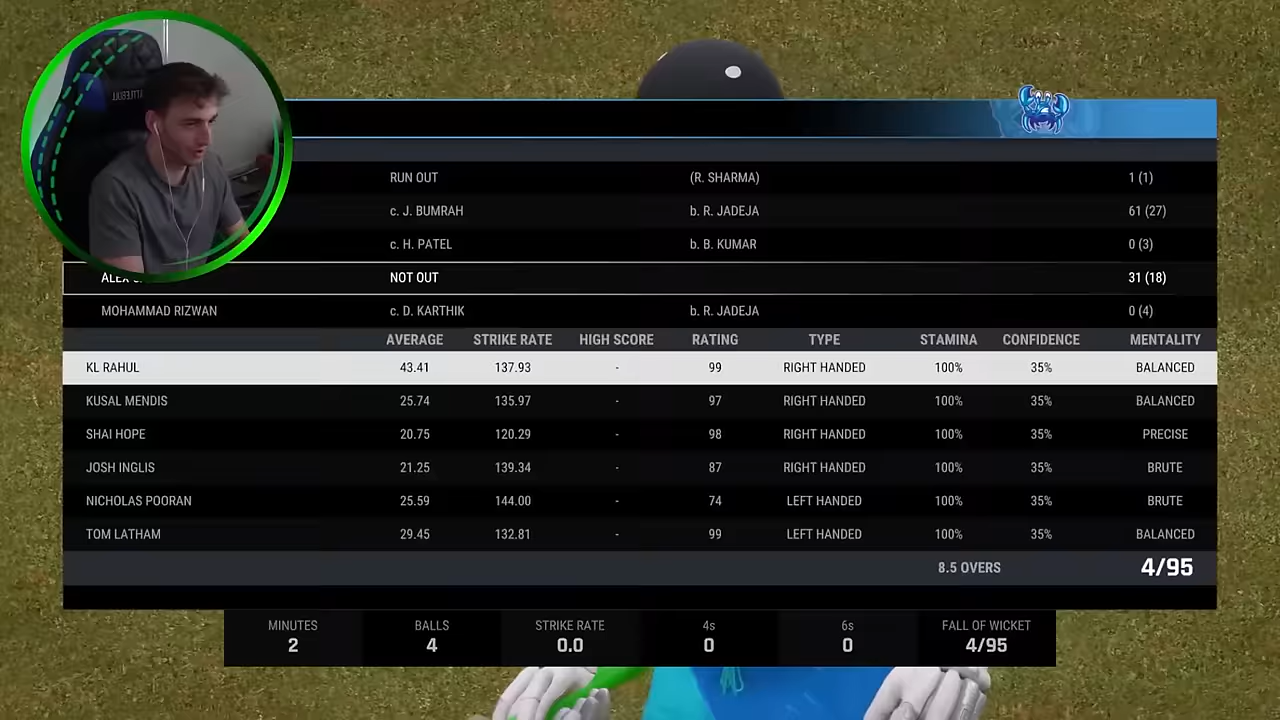 RUN OUT (R. SHARMA) 1 (1)
c. J. BUMRAH b. R. JADEJA 61 (27)
c. H. PATEL b. B. KUMAR 0 (3)
ALEX NOT OUT 31 (18)
MOHAMMAD RIZWAN c. D. KARTHIK b. R. JADEJA 0 (4)
AVERAGE STRIKE RATE HIGH SCORE RATING TYPE STAMINA CONFIDENCE MENTALITY
KL RAHUL 43.41 137.93 - 99 RIGHT HANDED 100% 35% BALANCED
KUSAL MENDIS 25.74 135.97 - 97 RIGHT HANDED 100% 35% BALANCED
SHAI HOPE 20.75 120.29 - 98 RIGHT HANDED 100% 35% PRECISE
JOSH INGLIS 21.25 139.34 - 87 RIGHT HANDED 100% 35% BRUTE
NICHOLAS POORAN 25.59 144.00 - 74 LEFT HANDED 100% 35% BRUTE
TOM LATHAM 29.45 132.81 - 99 LEFT HANDED 100% 35% BALANCED
8.5 OVERS 4/95
MINUTES BALLS STRIKE RATE 4s 6s FALL OF WICKET
2 4 0.0 0 0 4/95